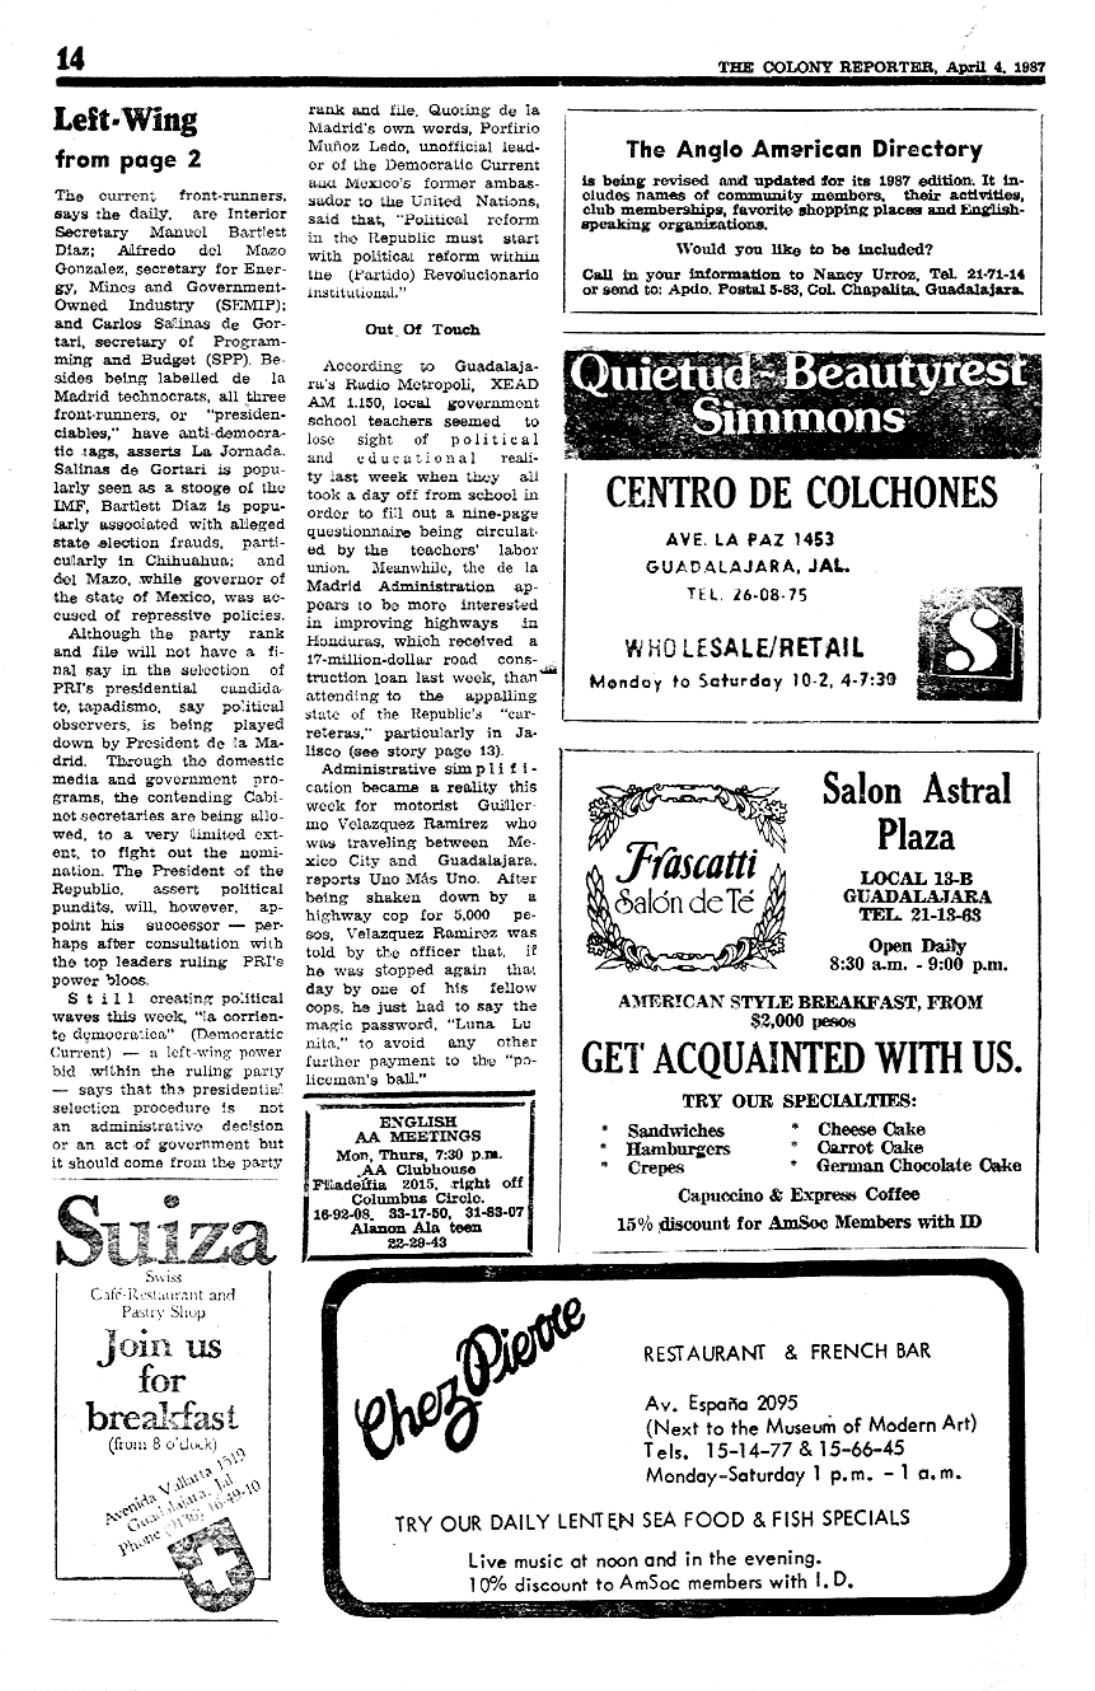 14
THE COLONY REPORTER, April 4, 1987
Left-Wing
from page 2
The current front-runners,
says the daily, are Interior
Secretary Manuel Bartlett
Diaz; Alfredo del Mazo
Gonzalez, secretary for Ener-
gy, Mines and Government-
Owned Industry (SEMIP);
and Carlos Salinas de Gor-
tari, secretary of Program-
ming and Budget (SPP). Be-
sides being labelled de la
Madrid technocrats, all three
front-runners, or "presiden-
ciables," have anti-democra-
tic tags, asserts La Jornada.
Salinas de Gortari is popu-
larly seen as a stooge of the
IMF, Bartlett Diaz is popu-
larly associated with alleged
state election frauds, parti-
cularly in Chihuahua; and
del Mazo, while governor of
the state of Mexico, was ac-
cused of repressive policies.
Although the party rank
and file will not have a fi-
nal say in the selection of
PRI's presidential candida-
te, tapadismo, say political
observers, is being played
down by President de la Ma-
drid. Through the domestic
media and government pro-
grams, the contending Cabi-
net secretaries are being allo-
wed, to a very limited ext-
ent, to fight out the nomi-
nation. The President of the
Republic, assert political
pundits, will, however, ap-
point his successor — per-
haps after consultation with
the top leaders ruling PRI's
power blocs.
Still creating political
waves this week, "la corrien-
te democratica" (Democratic
Current) — a left-wing power
bid within the ruling party
— says that the presidential
selection procedure is not
an administrative decision
or an act of government but
it should come from the party
rank and file. Quoting de la
Madrid's own words, Porfirio
Muñoz Ledo, unofficial lead-
or of the Democratic Current
and Mexico's former ambas-
sador to the United Nations,
said that, "Political reform
in the Republic must start
with political reform within
the (Partido) Revolucionario
Institucional."
Out Of Touch
According to Guadalaja-
ra's Radio Metropoli, XEAD
AM 1.150, local government
school teachers seemed to
lose sight of political
and educational reali-
ty last week when they all
took a day off from school in
order to fill out a nine-page
questionnaire being circulat-
ed by the teachers' labor
union. Meanwhile, the de la
Madrid Administration ap-
pears to be more interested
in improving highways in
Honduras, which received a
17-million-dollar road cons-
truction loan last week, than
attending to the appalling
state of the Republic's "car-
reteras," particularly in Ja-
lisco (see story page 13).
Administrative simplifi-
cation became a reality this
week for motorist Guiller-
mo Velazquez Ramirez who
was traveling between Me-
xico City and Guadalajara,
reports Uno Más Uno. After
being shaken down by a
highway cop for 5,000 pe-
sos, Velazquez Ramirez was
told by the officer that, if
he was stopped again that
day by one of his fellow
cops, he just had to say the
magic password, "Luna Lu
nita," to avoid any other
further payment to the "po-
liceman's ball."
The Anglo American Directory
is being revised and updated for its 1987 edition. It in-
cludes names of community members, their activities,
club memberships, favorite shopping places and English-
speaking organizations.
Would you like to be included?
Call in your information to Nancy Urroz, Tel. 21-71-14
or send to: Apdo. Postal 5-83, Col. Chapalita, Guadalajara.
Quietud - Beautyrest
Simmons
CENTRO DE COLCHONES
AVE. LA PAZ 1453
GUADALAJARA, JAL.
TEL. 26-08-75
WHOLESALE/RETAIL
Monday to Saturday 10-2, 4-7:30
S
Frascatti
Salón de Té
Salon Astral
Plaza
LOCAL 13-B
GUADALAJARA
TEL. 21-13-63
Open Daily
8:30 a.m. - 9:00 p.m.
AMERICAN STYLE BREAKFAST, FROM
$2,000 pesos
GET ACQUAINTED WITH US.
TRY OUR SPECIALTIES:
* Sandwiches * Cheese Cake
* Hamburgers * Carrot Cake
* Crepes * German Chocolate Cake
Capuccino & Express Coffee
15% discount for AmSoc Members with ID
ENGLISH
AA MEETINGS
Mon, Thurs, 7:30 p.m.
AA Clubhouse
Filadelfia 2015, right off
Columbus Circle.
16-92-08, 33-17-50, 31-83-07
Alanon Ala teen
22-29-43
Suiza
Swiss
Café-Restaurant and
Pastry Shop
Join us
for
breakfast
(from 8 o'clock)
Avenida Vallarta 1519
Guadalajara, Jal.
Phone (9136) 16-49-10
Chez Pierre
RESTAURANT & FRENCH BAR
Av. España 2095
(Next to the Museum of Modern Art)
Tels. 15-14-77 & 15-66-45
Monday-Saturday 1 p.m. - 1 a.m.
TRY OUR DAILY LENTEN SEA FOOD & FISH SPECIALS
Live music at noon and in the evening.
10% discount to AmSoc members with I.D.